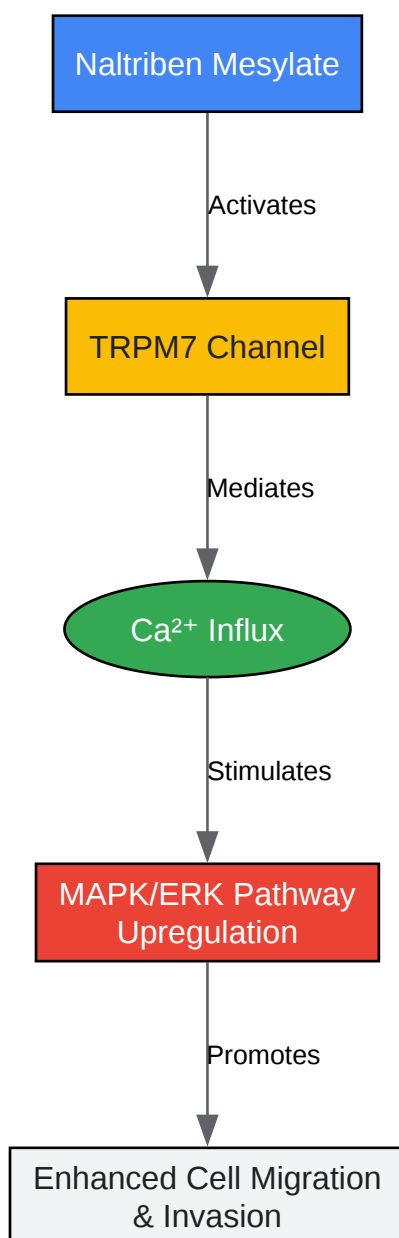 Naltriben Mesylate
Activates
TRPM7 Channel
Mediates
Ca²⁺ Influx
Stimulates
MAPK/ERK Pathway
Upregulation
Promotes
Enhanced Cell Migration
& Invasion